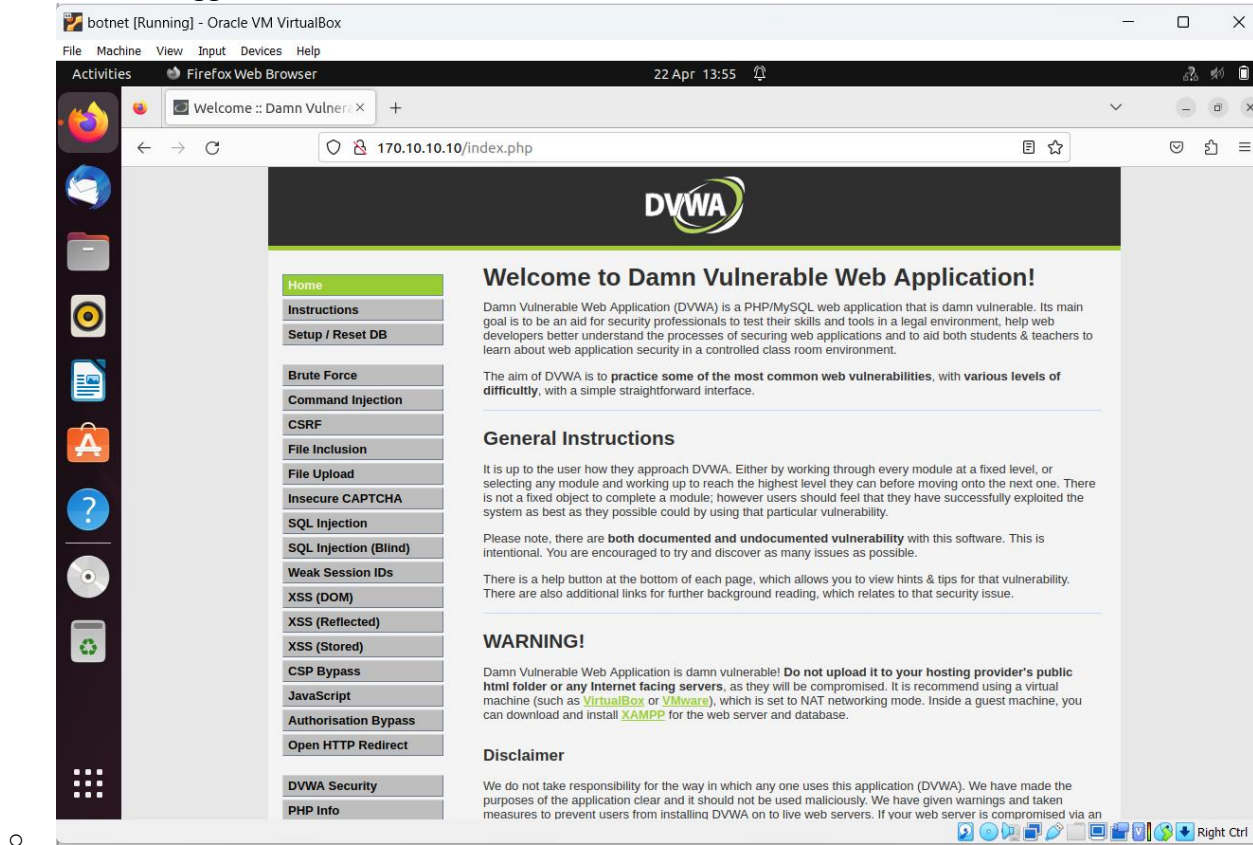 botnet [Running] - Oracle VM VirtualBox
File Machine View Input Devices Help
Activities Firefox Web Browser 22 Apr 13:55
Welcome :: Damn Vulnera
170.10.10.10/index.php
DVWA
Home
Instructions
Setup / Reset DB
Brute Force
Command Injection
CSRF
File Inclusion
File Upload
Insecure CAPTCHA
SQL Injection
SQL Injection (Blind)
Weak Session IDs
XSS (DOM)
XSS (Reflected)
XSS (Stored)
CSP Bypass
JavaScript
Authorisation Bypass
Open HTTP Redirect
DVWA Security
PHP Info
Welcome to Damn Vulnerable Web Application!
Damn Vulnerable Web Application (DVWA) is a PHP/MySQL web application that is damn vulnerable. Its main
goal is to be an aid for security professionals to test their skills and tools in a legal environment, help web
developers better understand the processes of securing web applications and to aid both students & teachers to
learn about web application security in a controlled class room environment.
The aim of DVWA is to practice some of the most common web vulnerabilities, with various levels of
difficultly, with a simple straightforward interface.
General Instructions
It is up to the user how they approach DVWA. Either by working through every module at a fixed level, or
selecting any module and working up to reach the highest level they can before moving onto the next one. There
is not a fixed object to complete a module; however users should feel that they have successfully exploited the
system as best as they possible could by using that particular vulnerability.
Please note, there are both documented and undocumented vulnerability with this software. This is
intentional. You are encouraged to try and discover as many issues as possible.
There is a help button at the bottom of each page, which allows you to view hints & tips for that vulnerability.
There are also additional links for further background reading, which relates to that security issue.
WARNING!
Damn Vulnerable Web Application is damn vulnerable! Do not upload it to your hosting provider's public
html folder or any Internet facing servers, as they will be compromised. It is recommend using a virtual
machine (such as VirtualBox or VMware), which is set to NAT networking mode. Inside a guest machine, you
can download and install XAMPP for the web server and database.
Disclaimer
We do not take responsibility for the way in which any one uses this application (DVWA). We have made the
purposes of the application clear and it should not be used maliciously. We have given warnings and taken
measures to prevent users from installing DVWA on to live web servers. If your web server is compromised via an
Right Ctrl